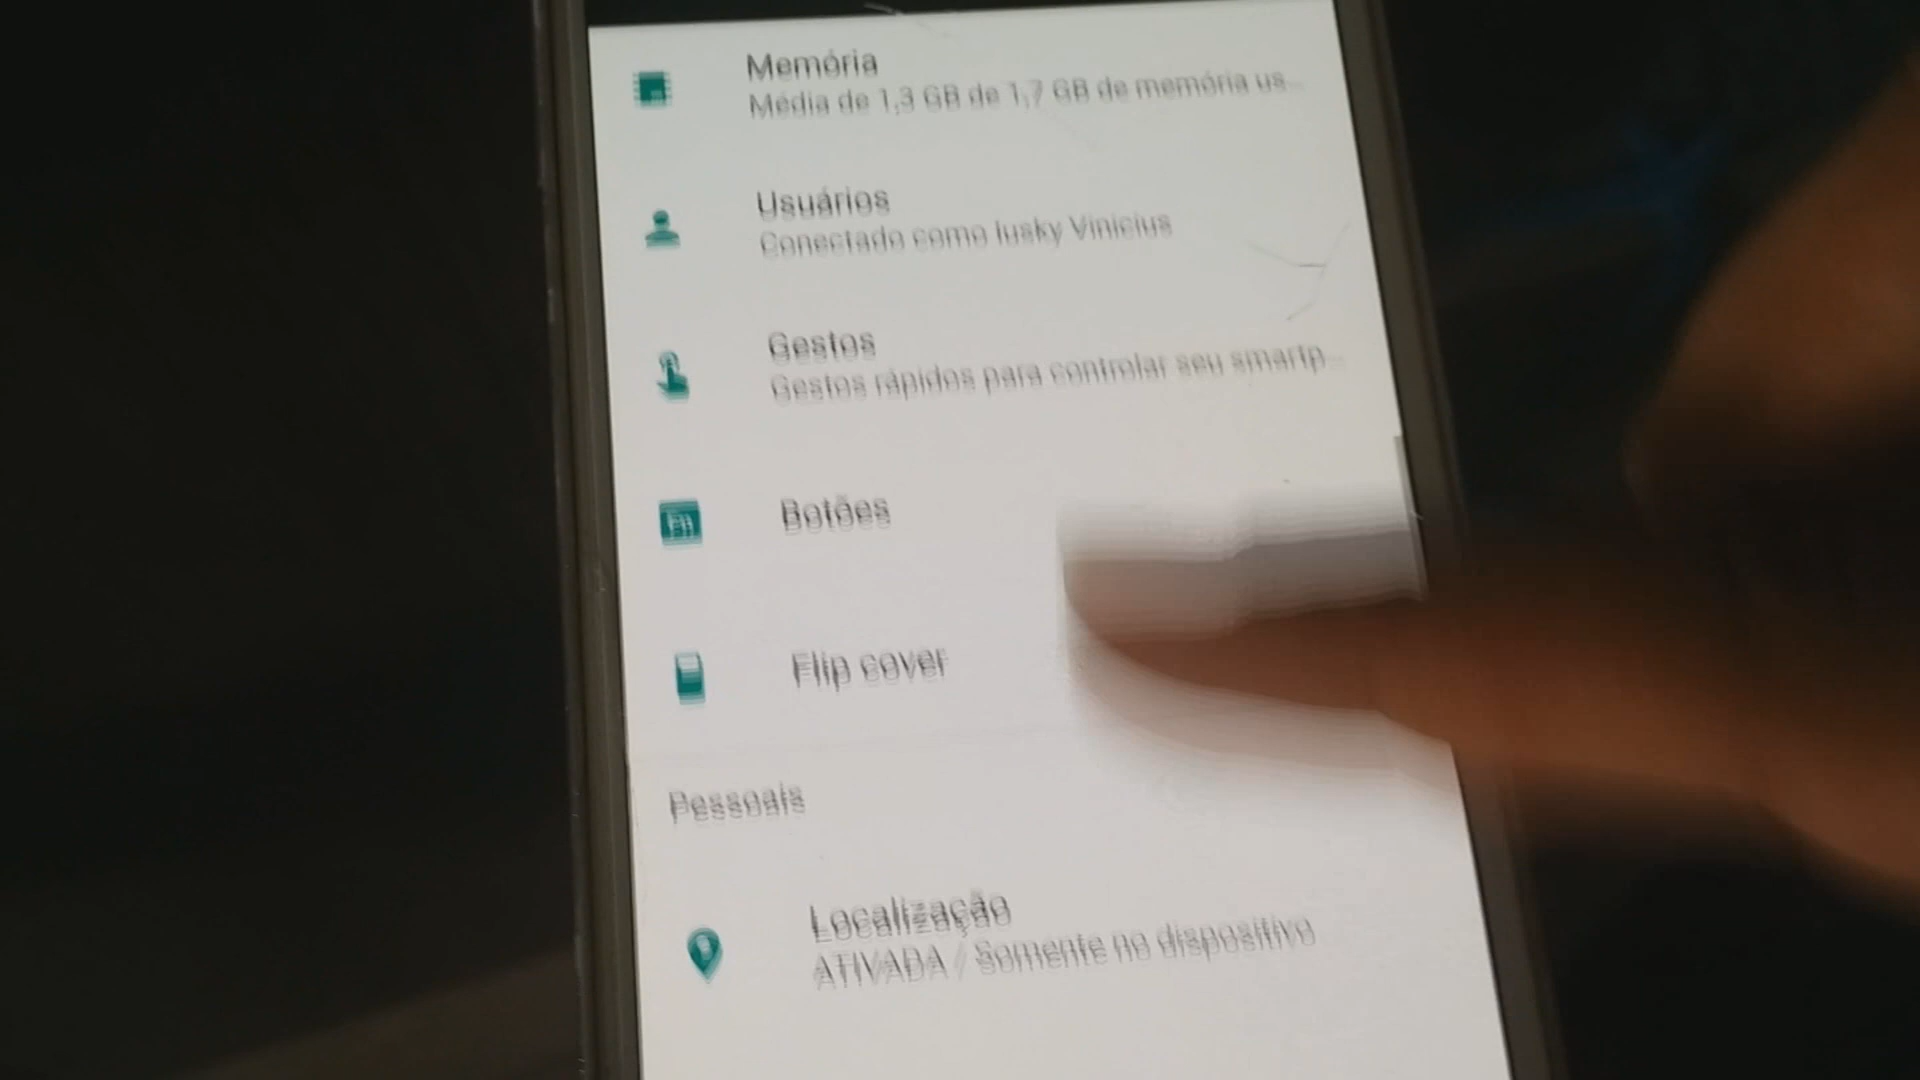 Memória
Média de 1,3 GB de 1,7 GB de memória us...
Usuários
Conectado como Iusky Vinicius
Gestos
Gestos rápidos para controlar seu smartp...
Botões
Flip cover
Pessoais
Localização
ATIVADA / Somente no dispositivo